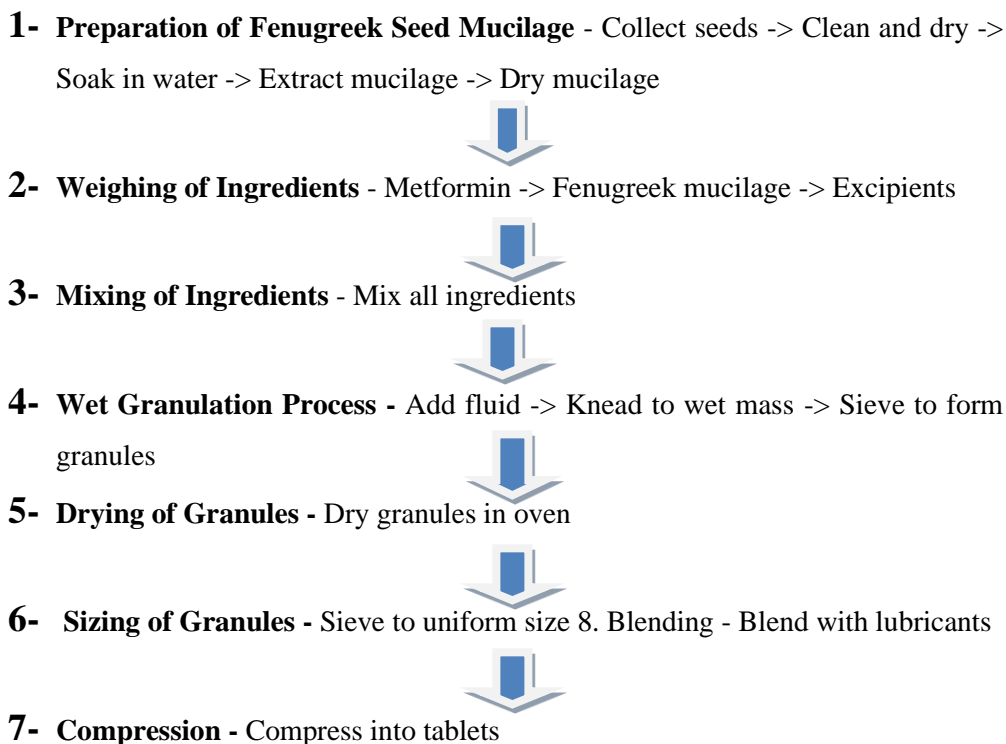 1- Preparation of Fenugreek Seed Mucilage - Collect seeds -> Clean and dry ->
Soak in water -> Extract mucilage -> Dry mucilage
2- Weighing of Ingredients - Metformin -> Fenugreek mucilage -> Excipients
3- Mixing of Ingredients - Mix all ingredients
4- Wet Granulation Process - Add fluid -> Knead to wet mass -> Sieve to form
granules
5- Drying of Granules - Dry granules in oven
6- Sizing of Granules - Sieve to uniform size 8. Blending - Blend with lubricants
7- Compression - Compress into tablets